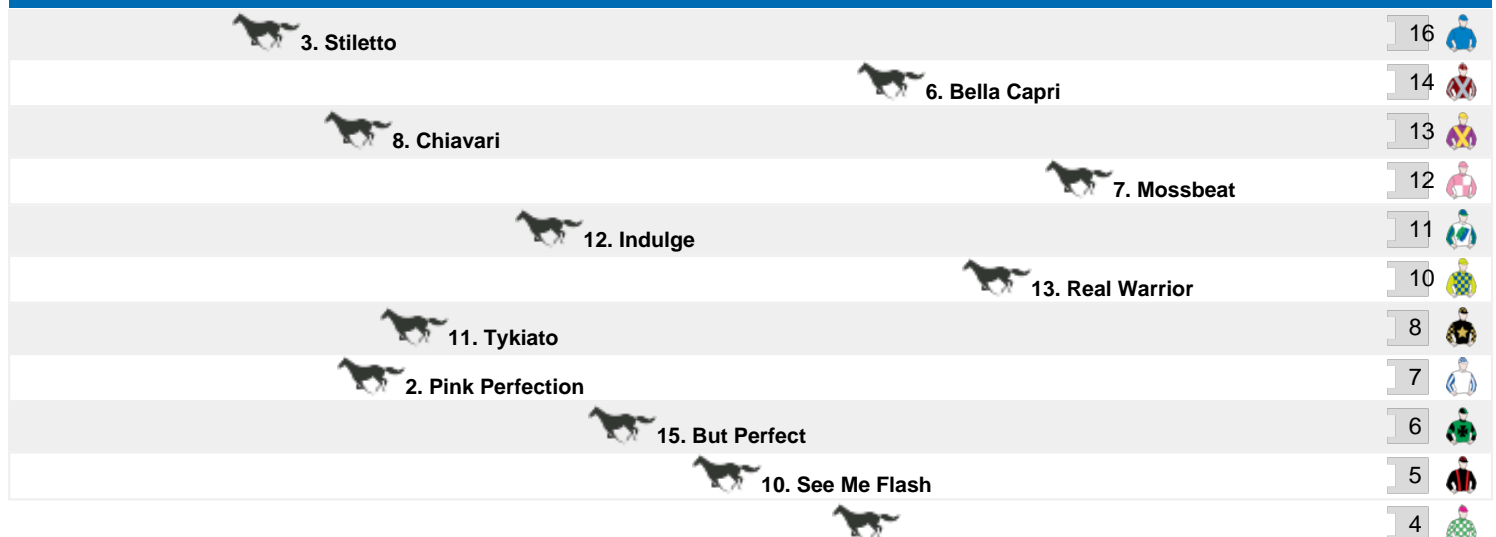 3. Stiletto 16
6. Bella Capri 14
8. Chiavari 13
7. Mossbeat 12
12. Indulge 11
13. Real Warrior 10
11. Tykiato 8
2. Pink Perfection 7
15. But Perfect 6
10. See Me Flash 5
4